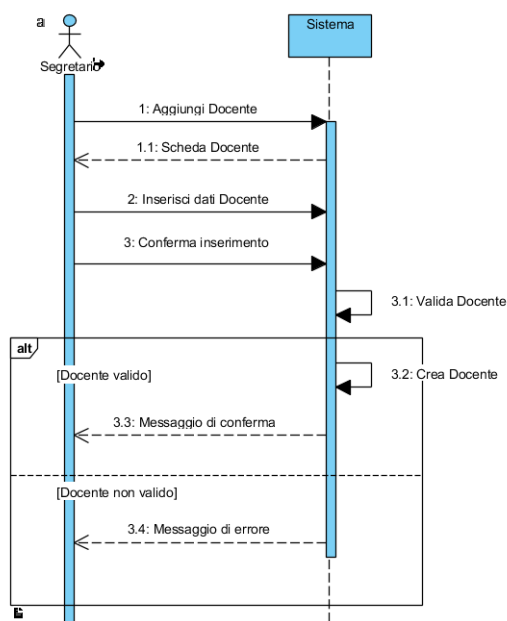 a
Sistema
Segretario
1: Aggiungi Docente
1.1: Scheda Docente
2: Inserisci dati Docente
3: Conferma inserimento
3.1: Valida Docente
alt
[Docente valido]
3.2: Crea Docente
3.3: Messaggio di conferma
[Docente non valido]
3.4: Messaggio di errore